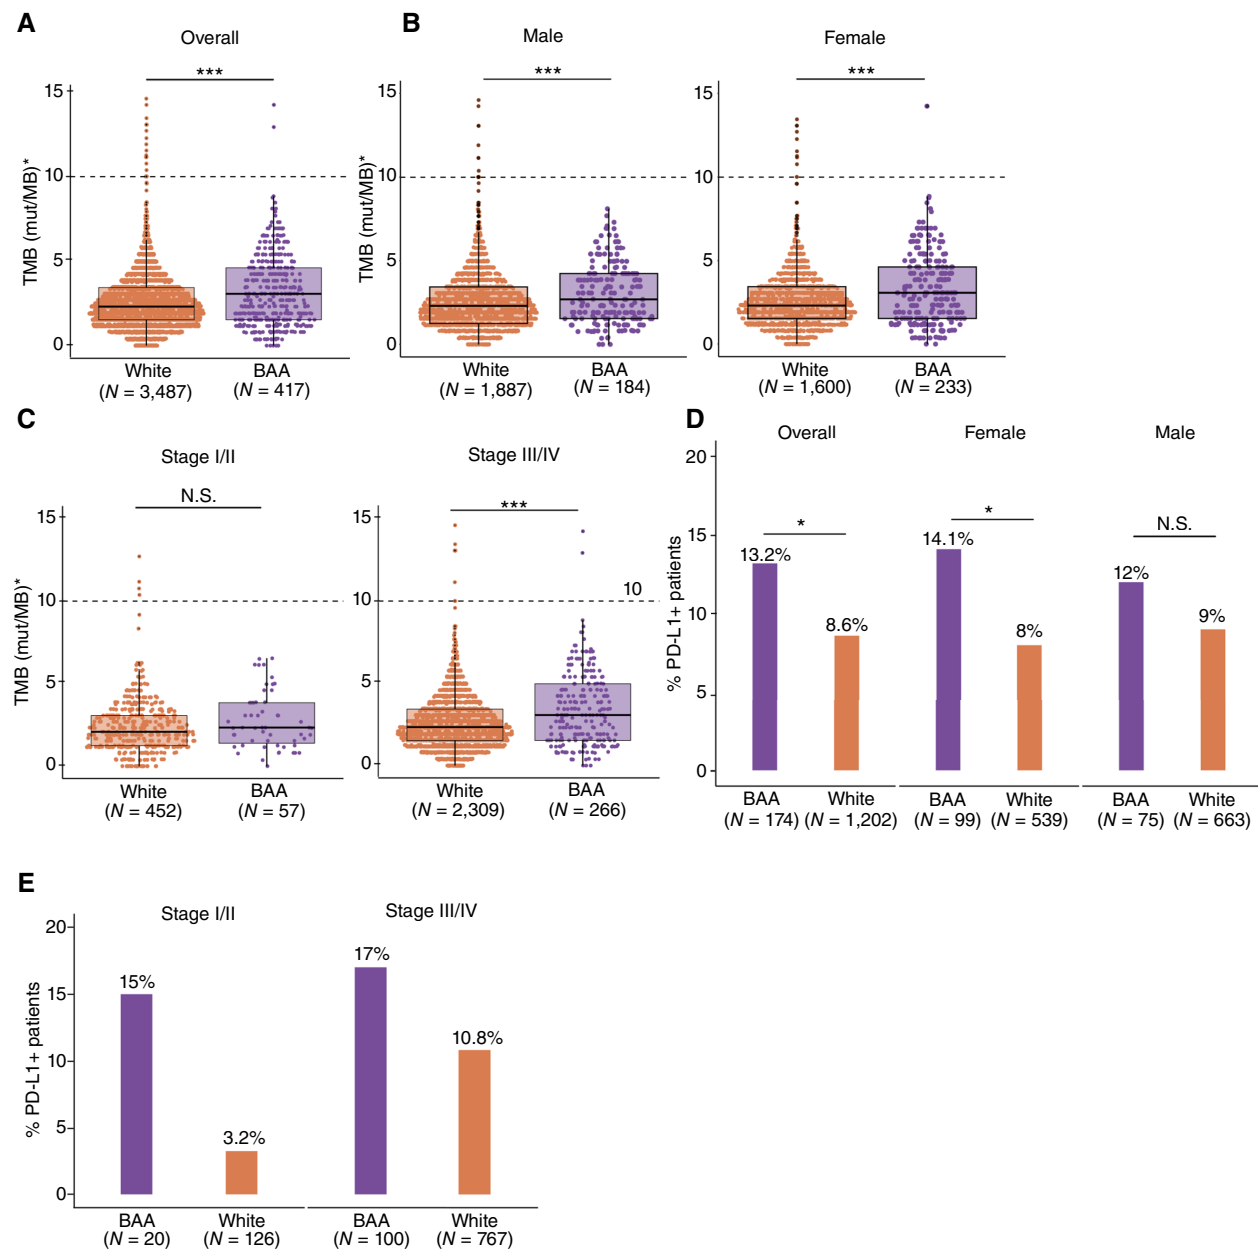 A
Overall
***
15
10
5
0
TMB (mut/MB)*
White
(N = 3,487)
BAA
(N = 417)
B
Male
***
15
10
5
0
TMB (mut/MB)*
White
(N = 1,887)
BAA
(N = 184)
Female
***
15
10
5
0
White
(N = 1,600)
BAA
(N = 233)
C
Stage I/II
N.S.
15
10
5
0
TMB (mut/MB)*
White
(N = 452)
BAA
(N = 57)
Stage III/IV
***
15
10
10
5
0
White
(N = 2,309)
BAA
(N = 266)
D
Overall
Female
Male
20
15
10
5
0
% PD-L1+ patients
*
13.2%
8.6%
*
14.1%
8%
N.S.
12%
9%
BAA
(N = 174)
White
(N = 1,202)
BAA
(N = 99)
White
(N = 539)
BAA
(N = 75)
White
(N = 663)
E
Stage I/II
Stage III/IV
20
15
10
5
0
% PD-L1+ patients
15%
3.2%
17%
10.8%
BAA
(N = 20)
White
(N = 126)
BAA
(N = 100)
White
(N = 767)